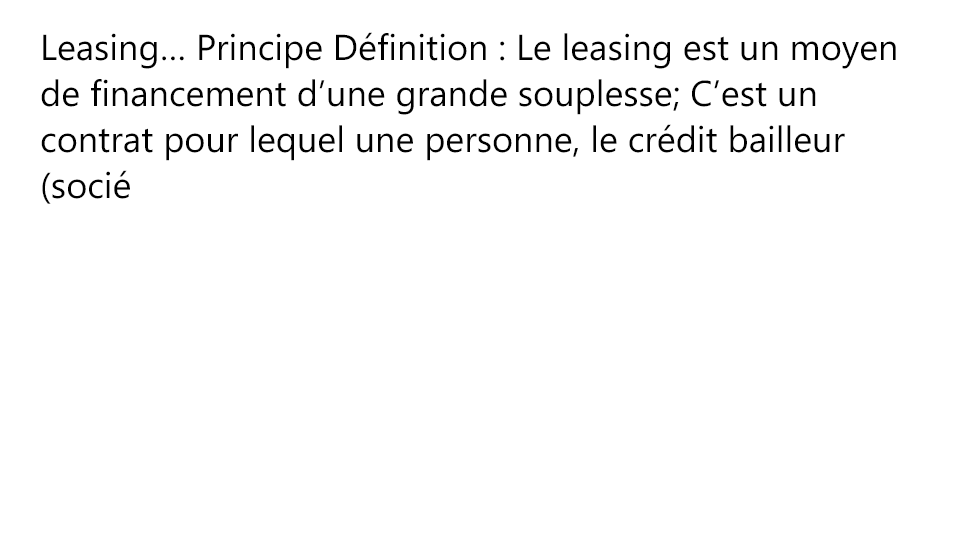 Leasing… Principe Définition : Le leasing est un moyen
de financement d’une grande souplesse; C’est un
contrat pour lequel une personne, le crédit bailleur
(socié